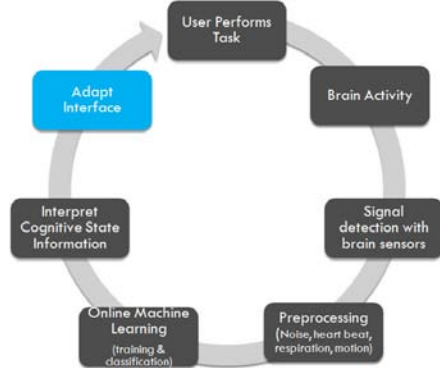 User Performs
Task
Brain Activity
Signal
detection with
brain sensors
Preprocessing
(Noise, heart beat,
respiration, motion)
Online Machine
Learning
(training &
classification)
Interpret
Cognitive State
Information
Adapt
Interface